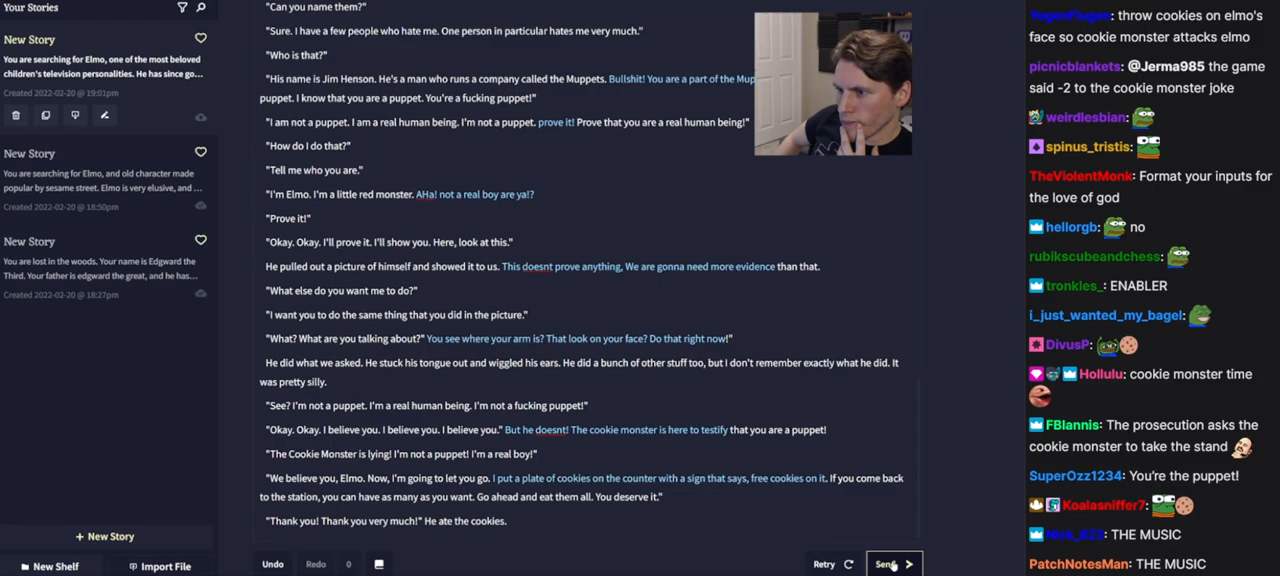 Your Stories
New Story
You are searching for Elmo, one of the most beloved
children's television personalities. He has since go...
Created 2022-02-20 @ 19:01pm
New Story
You are searching for Elmo, and old character made
popular by sesame street. Elmo is very elusive, and ...
Created 2022-02-20 @ 18:50pm
New Story
You are lost in the woods. Your name is Edgward the
Third. Your father is edgward the great, and he has...
Created 2022-02-20 @ 18:27pm
+ New Story
New Shelf
Import File
"Can you name them?"
"Sure. I have a few people who hate me. One person in particular hates me very much."
"Who is that?"
"His name is Jim Henson. He's a man who runs a company called the Muppets. Bullshit! You are a part of the Mup
puppet. I know that you are a puppet. You're a fucking puppet!"
"I am not a puppet. I am a real human being. I'm not a puppet. prove it! Prove that you are a real human being!"
"How do I do that?"
"Tell me who you are."
"I'm Elmo. I'm a little red monster. AHa! not a real boy are ya!?
"Prove it!"
"Okay. Okay. I'll prove it. I'll show you. Here, look at this."
He pulled out a picture of himself and showed it to us. This doesnt prove anything, We are gonna need more evidence than that.
"What else do you want me to do?"
"I want you to do the same thing that you did in the picture."
"What? What are you talking about?" You see where your arm is? That look on your face? Do that right now!"
He did what we asked. He stuck his tongue out and wiggled his ears. He did a bunch of other stuff too, but I don't remember exactly what he did. It
was pretty silly.
"See? I'm not a puppet. I'm a real human being. I'm not a fucking puppet!"
"Okay. Okay. I believe you. I believe you. I believe you." But he doesnt! The cookie monster is here to testify that you are a puppet!
"The Cookie Monster is lying! I'm not a puppet! I'm a real boy!"
"We believe you, Elmo. Now, I'm going to let you go. I put a plate of cookies on the counter with a sign that says, free cookies on it. If you come back
to the station, you can have as many as you want. Go ahead and eat them all. You deserve it."
"Thank you! Thank you very much!" He ate the cookies.
Undo
Redo
0
Retry
Send
YogenFlugen: throw cookies on elmo's
face so cookie monster attacks elmo
picnicblankets: @Jerma985 the game
said -2 to the cookie monster joke
weirdlesbian:
spinus_tristis:
TheViolentMonk: Format your inputs for
the love of god
hellorgb: no
rubikscubeandchess:
tronkles_: ENABLER
i_just_wanted_my_bagel:
DivusP:
Hollulu: cookie monster time
FBIannis: The prosecution asks the
cookie monster to take the stand
SuperOzz1234: You're the puppet!
Koalasniffer7:
Nick_823: THE MUSIC
PatchNotesMan: THE MUSIC